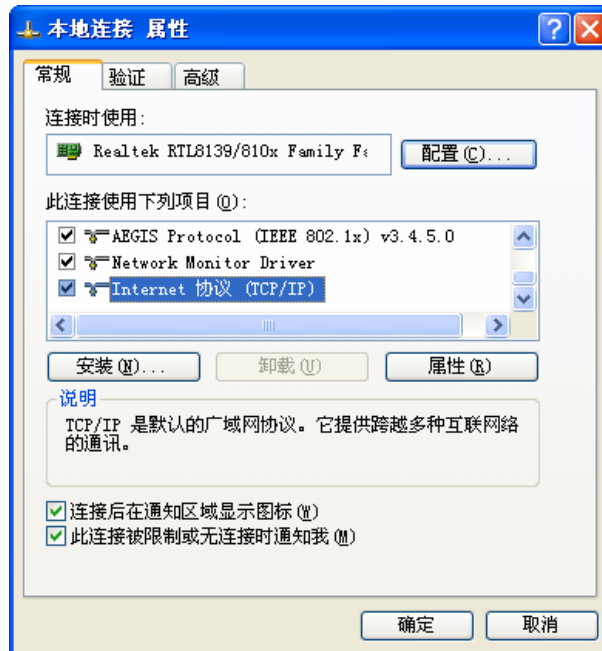 本地连接 属性
常规 验证 高级
连接时使用:
Realtek RTL8139/810x Family Fa
配置(C)...
此连接使用下列项目(O):
AEGIS Protocol (IEEE 802.1x) v3.4.5.0
Network Monitor Driver
Internet 协议 (TCP/IP)
安装(N)... 卸载(U) 属性(R)
说明
TCP/IP 是默认的广域网协议。它提供跨越多种互联网络
的通讯。
连接后在通知区域显示图标(W)
此连接被限制或无连接时通知我(M)
确定 取消